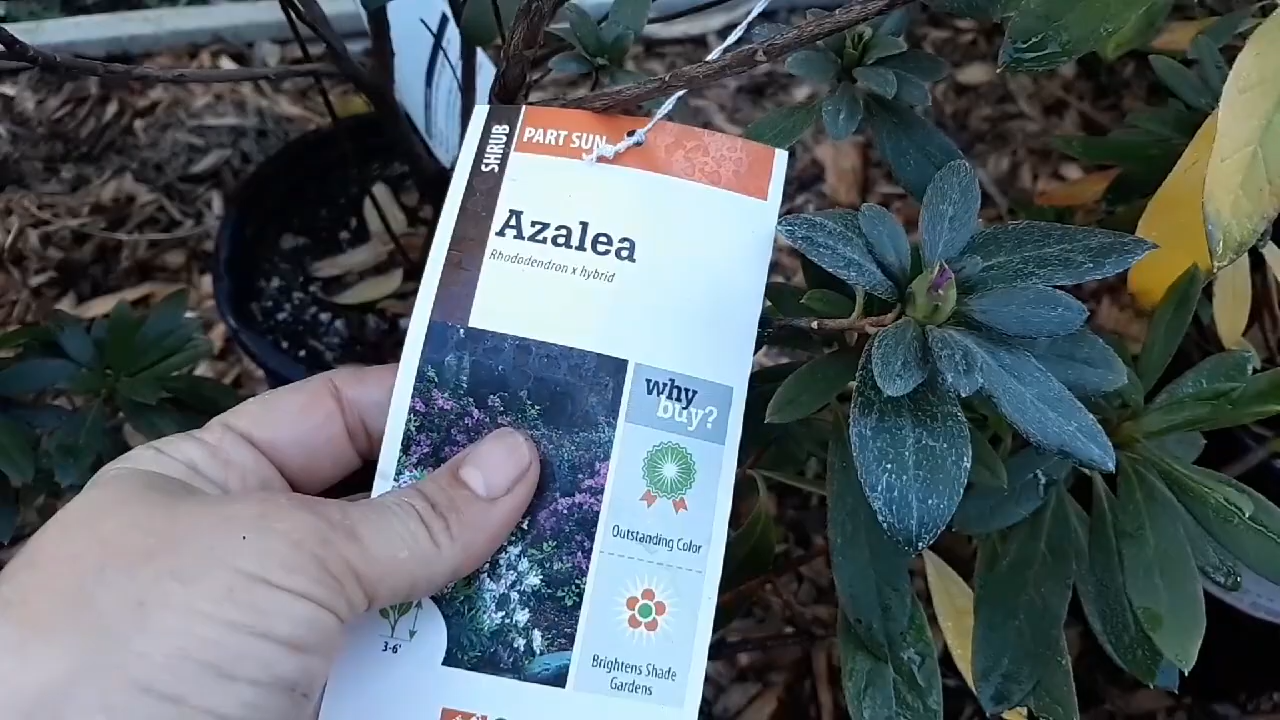 SHRUB
PART SUN
Azalea
Rhododendron x hybrid
why
buy?
Outstanding Color
3-6'
Brightens Shade
Gardens